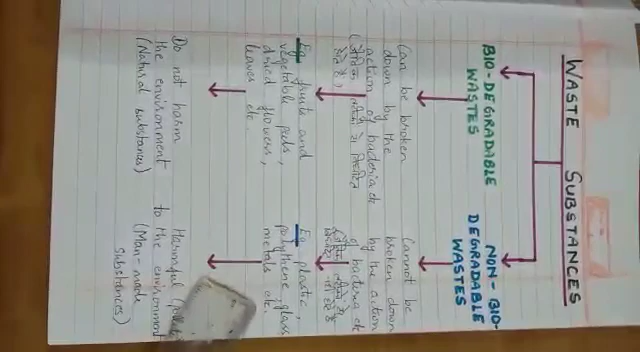 WASTE SUBSTANCES
BIO-DEGRADABLE
WASTES
Can be broken
down by the
action of bacteria etc
Eg fruits and
vegetable peels,
dried flowers,
leaves etc.
Do not harm
the environment
(Natural substances)
NON-BIO-
DEGRADABLE
WASTES
Cannot be
broken down
by the action
of bacteria etc
Eg plastic,
polythene, glass
metals etc.
Harmful
to the environment
(Man-made
substances)